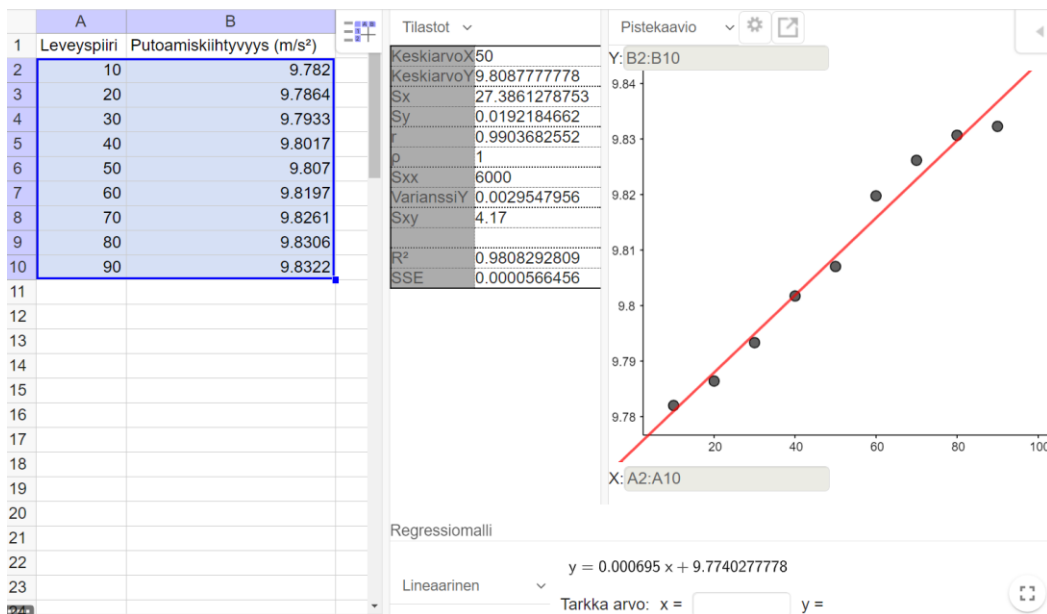 A B
1 Leveyspiiri Putoamiskiihtyvyys (m/s²)
2 10 9.782
3 20 9.7864
4 30 9.7933
5 40 9.8017
6 50 9.807
7 60 9.8197
8 70 9.8261
9 80 9.8306
10 90 9.8322
11
12
13
14
15
16
17
18
19
20
21
22
23
24
Tilastot
KeskiarvoX 50
KeskiarvoY 9.8087777778
Sx 27.3861278753
Sy 0.0192184662
r 0.9903682552
ρ 1
Sxx 6000
VarianssiY 0.0029547956
Sxy 4.17
R² 0.9808292809
SSE 0.0000566456
Pistekaavio
Y: B2:B10
9.84
9.83
9.82
9.81
9.8
9.79
9.78
20 40 60 80 100
X: A2:A10
Regressiomalli
Lineaarinen
y = 0.000695 x + 9.7740277778
Tarkka arvo: x = y =